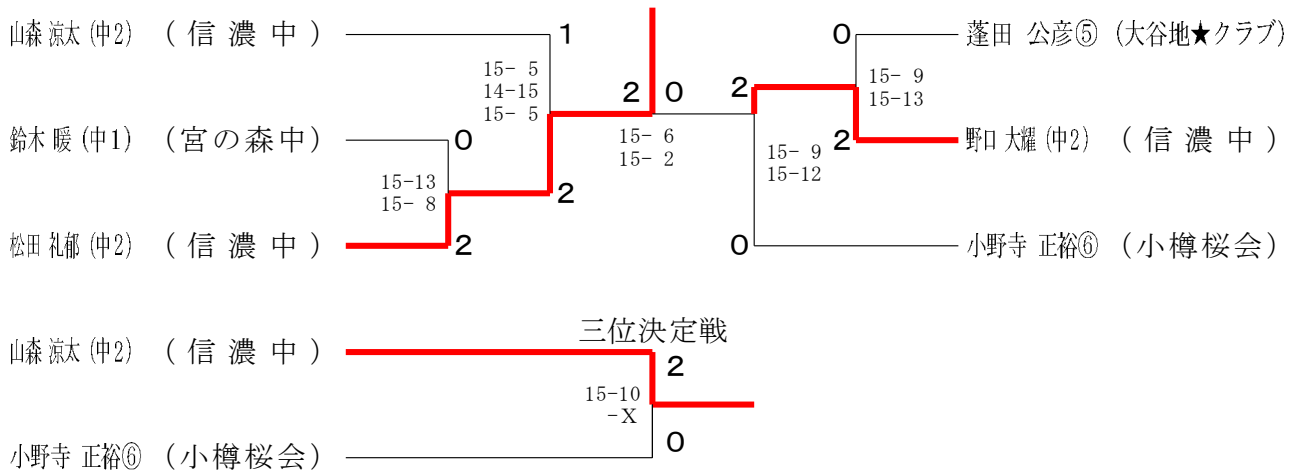 山森 涼太 (中2) (信濃中)
1
0
蓬田 公彦⑤ (大谷地★クラブ)
15- 5
14-15
15- 5
2
0
2
15- 9
15-13
鈴木 暖 (中1) (宮の森中)
0
15- 6
15- 2
15- 9
15-12
2
野口 大耀 (中2) (信濃中)
15-13
15- 8
2
松田 礼郁 (中2) (信濃中)
2
0
小野寺 正裕⑥ (小樽桜会)
三位決定戦
山森 涼太 (中2) (信濃中)
2
15-10
-X
0
小野寺 正裕⑥ (小樽桜会)